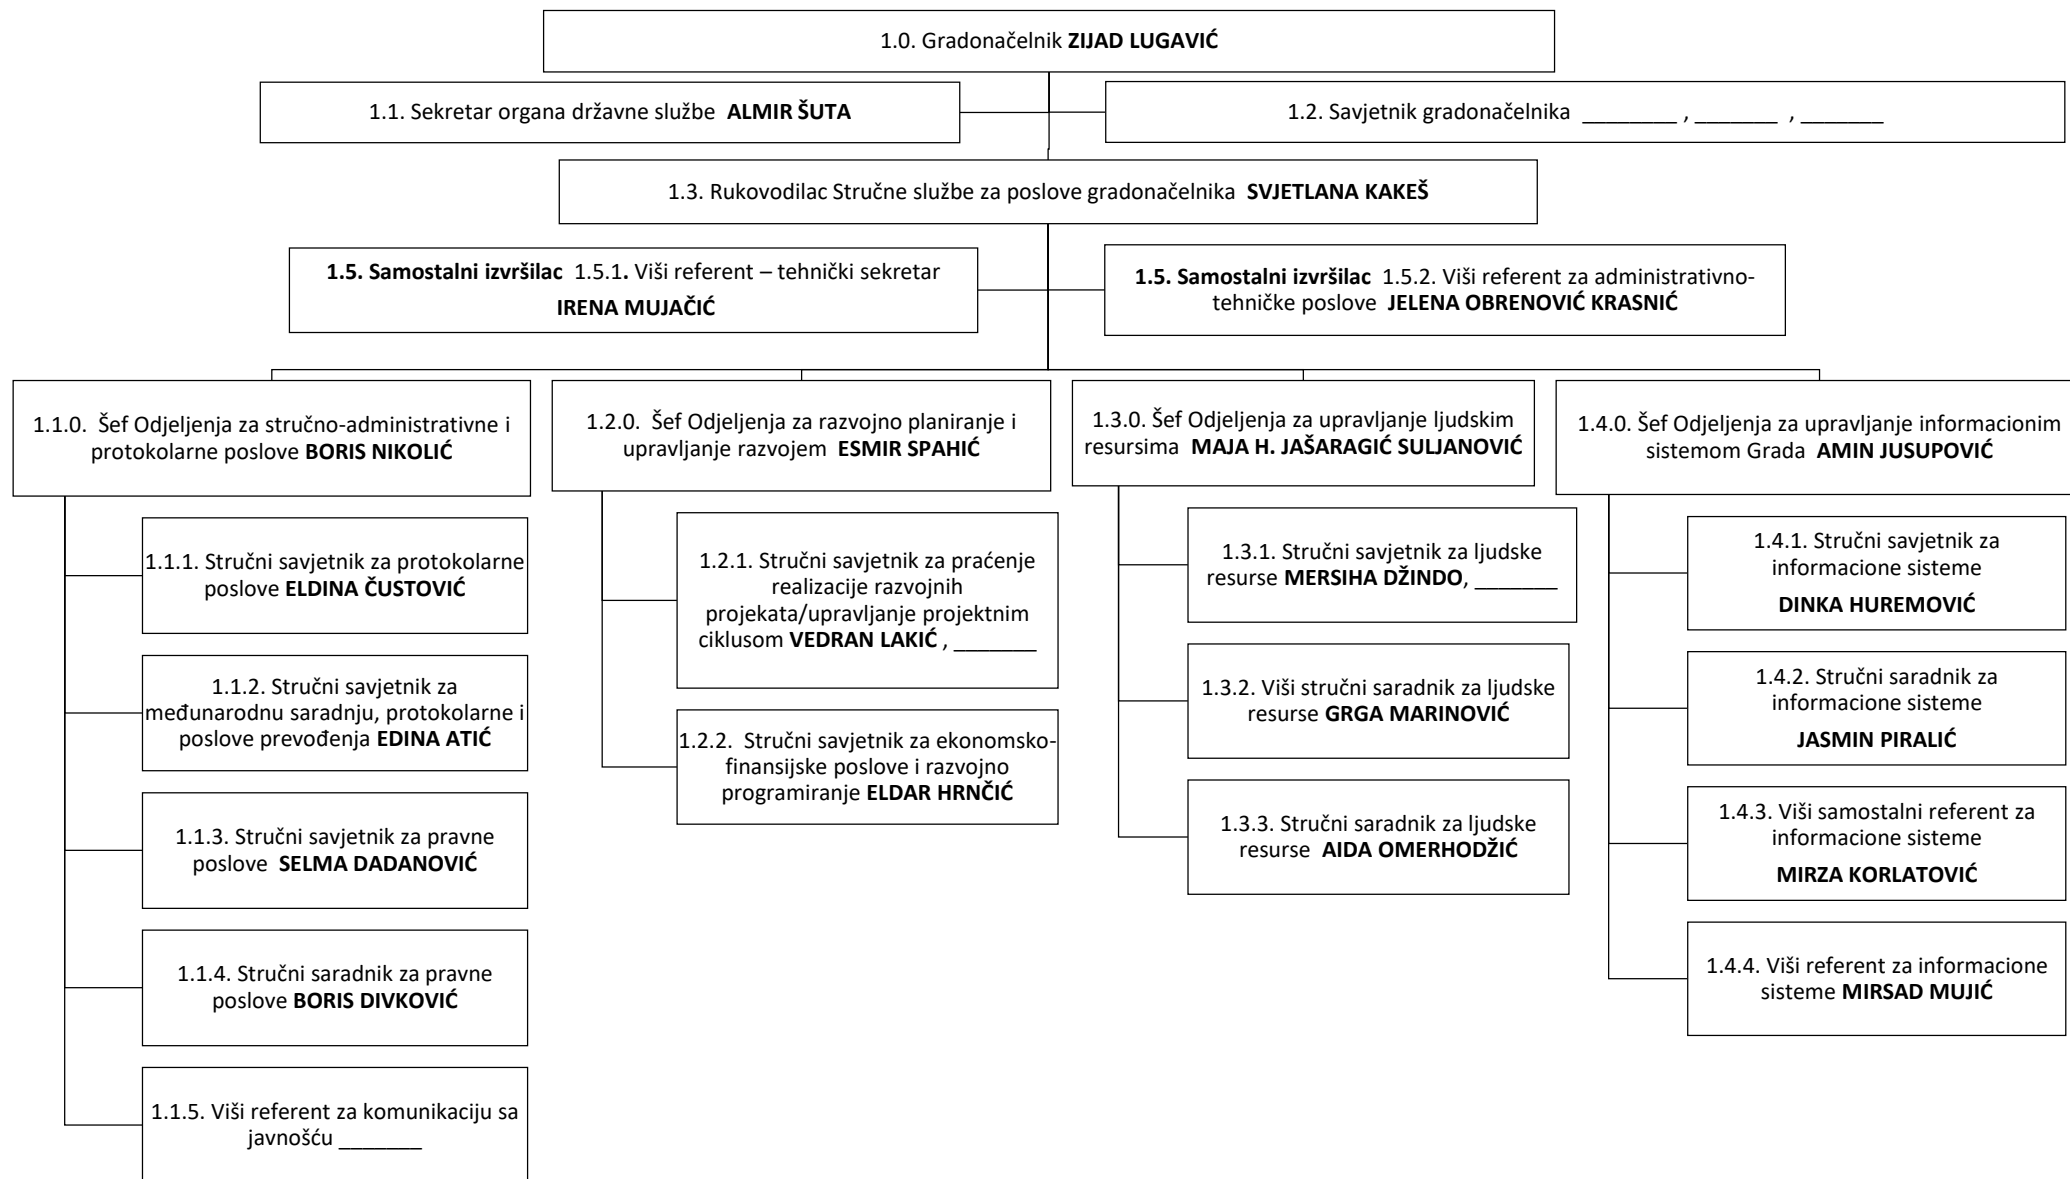 1.0. Gradonačelnik ZIJAD LUGAVIĆ
1.1. Sekretar organa državne službe ALMIR ŠUTA
1.2. Savjetnik gradonačelnika ________ , _______ , _______
1.3. Rukovodilac Stručne službe za poslove gradonačelnika SVJETLANA KAKEŠ
1.5. Samostalni izvršilac 1.5.1. Viši referent – tehnički sekretar
IRENA MUJAČIĆ
1.5. Samostalni izvršilac 1.5.2. Viši referent za administrativno-
tehničke poslove JELENA OBRENOVIĆ KRASNIĆ
1.1.0. Šef Odjeljenja za stručno-administrativne i
protokolarne poslove BORIS NIKOLIĆ
1.1.1. Stručni savjetnik za protokolarne
poslove ELDINA ČUSTOVIĆ
1.1.2. Stručni savjetnik za
međunarodnu saradnju, protokolarne i
poslove prevođenja EDINA ATIĆ
1.1.3. Stručni savjetnik za pravne
poslove SELMA DADANOVIĆ
1.1.4. Stručni saradnik za pravne
poslove BORIS DIVKOVIĆ
1.1.5. Viši referent za komunikaciju sa
javnošću _______
1.2.0. Šef Odjeljenja za razvojno planiranje i
upravljanje razvojem ESMIR SPAHIĆ
1.2.1. Stručni savjetnik za praćenje
realizacije razvojnih
projekata/upravljanje projektnim
ciklusom VEDRAN LAKIĆ , _______
1.2.2. Stručni savjetnik za ekonomsko-
finansijske poslove i razvojno
programiranje ELDAR HRNČIĆ
1.3.0. Šef Odjeljenja za upravljanje ljudskim
resursima MAJA H. JAŠARAGIĆ SULJANOVIĆ
1.3.1. Stručni savjetnik za ljudske
resurse MERSIHA DŽINDO, _______
1.3.2. Viši stručni saradnik za ljudske
resurse GRGA MARINOVIĆ
1.3.3. Stručni saradnik za ljudske
resurse AIDA OMERHODŽIĆ
1.4.0. Šef Odjeljenja za upravljanje informacionim
sistemom Grada AMIN JUSUPOVIĆ
1.4.1. Stručni savjetnik za
informacione sisteme
DINKA HUREMOVIĆ
1.4.2. Stručni saradnik za
informacione sisteme
JASMIN PIRALIĆ
1.4.3. Viši samostalni referent za
informacione sisteme
MIRZA KORLATOVIĆ
1.4.4. Viši referent za informacione
sisteme MIRSAD MUJIĆ